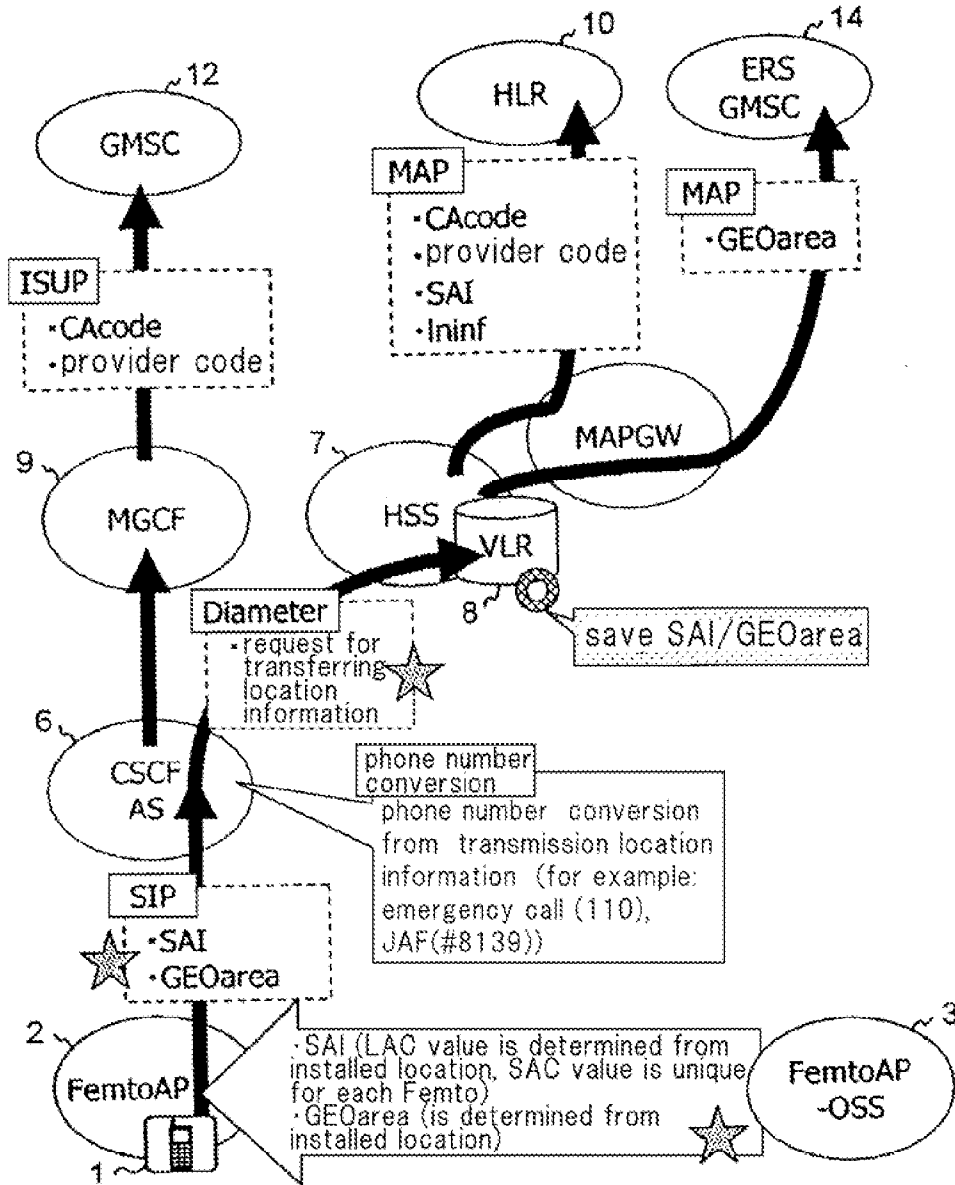 10
14
12
HLR
ERS
GMSC
GMSC
MAP
·CAcode
·provider code
·SAI
·Ininf
MAP
·GEOarea
ISUP
·CAcode
·provider code
9
MGCF
7
HSS
MAPGW
VLR
8
save SAI/GEOarea
Diameter
·request for
transferring
location
information
6
CSCF
AS
phone number
conversion
phone number conversion
from transmission location
information (for example:
emergency call (110),
JAF(#8139))
SIP
·SAI
·GEOarea
2
FemtoAP
1
·SAI (LAC value is determined from
installed location, SAC value is unique
for each Femto)
·GEOarea (is determined from
installed location)
3
FemtoAP
-OSS